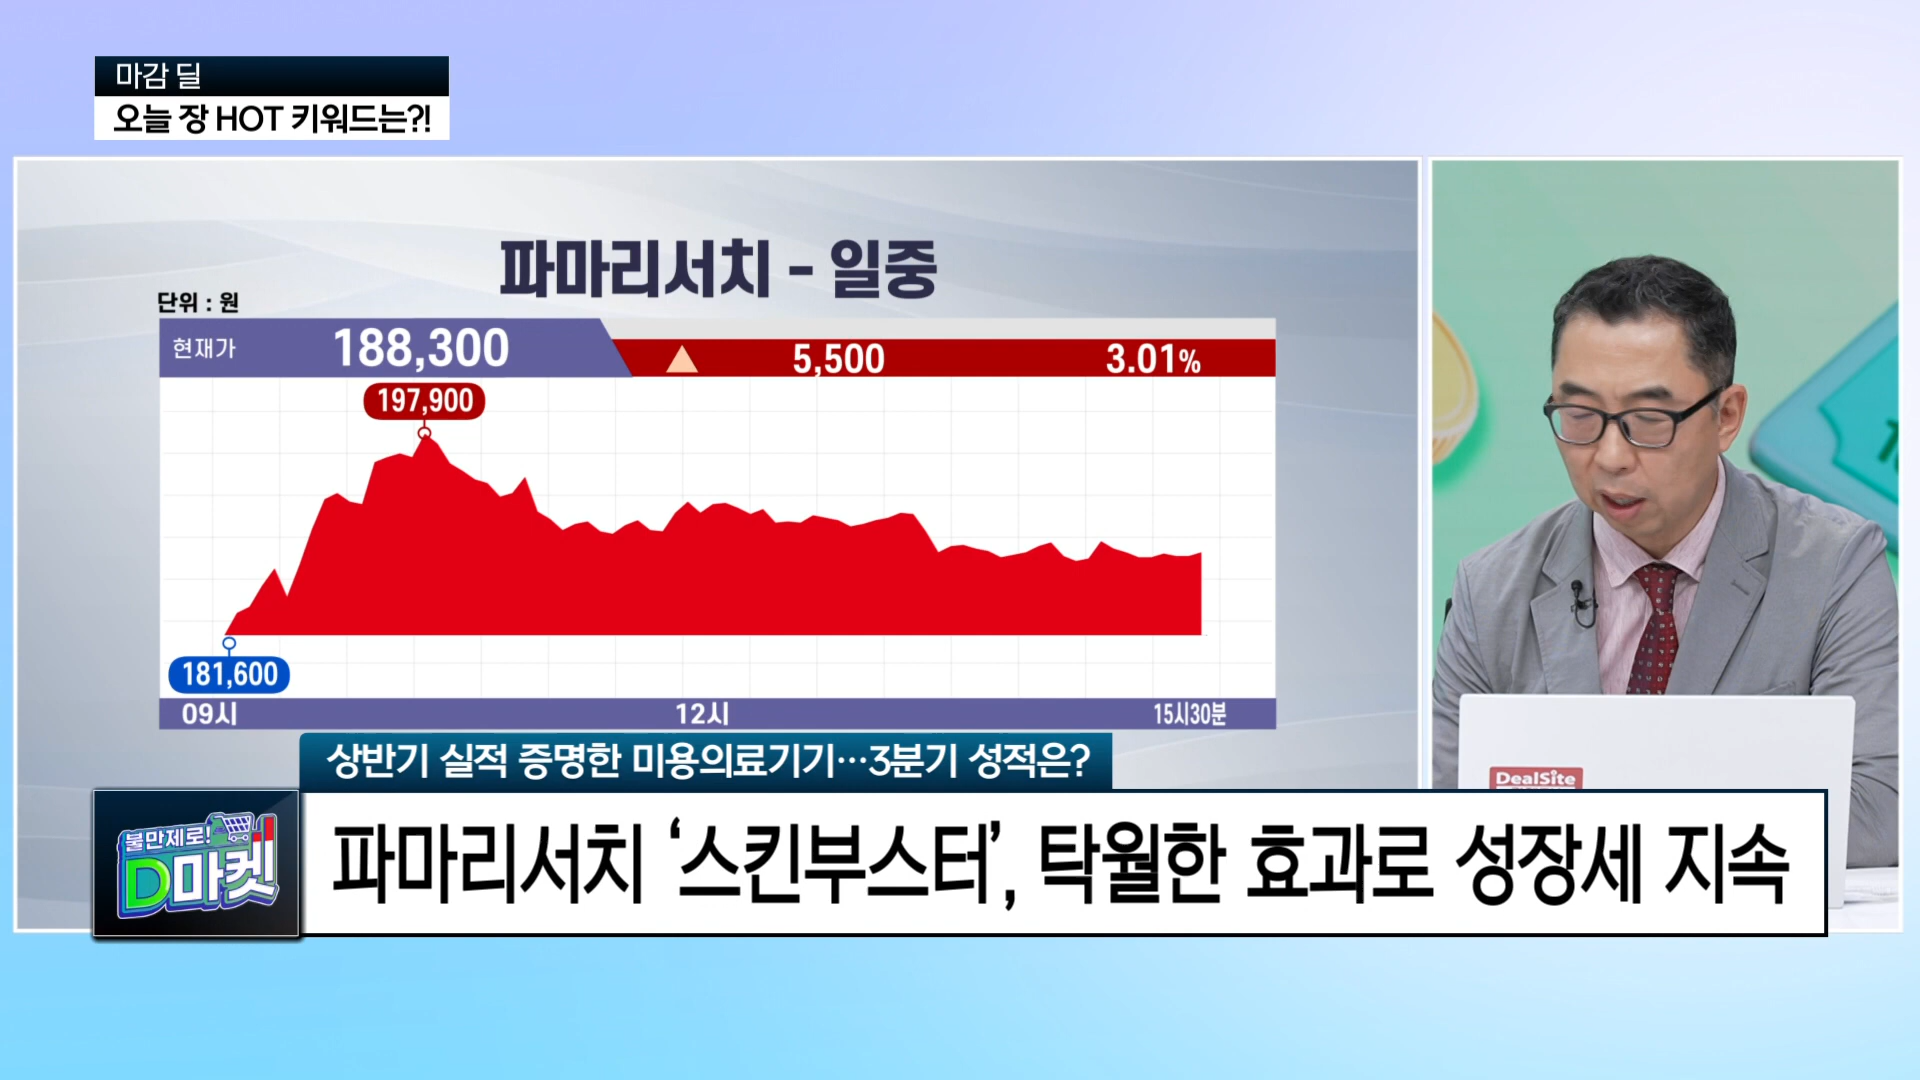 마감 딜
오늘 장 HOT 키워드는?!
파마리서치 - 일중
단위 : 원
현재가 188,300 ▲ 5,500 3.01%
197,900
181,600
09시 12시 15시30분
상반기 실적 증명한 미용의료기기…3분기 성적은?
불만제로!
D마켓
파마리서치 ‘스킨부스터’, 탁월한 효과로 성장세 지속
DealSite